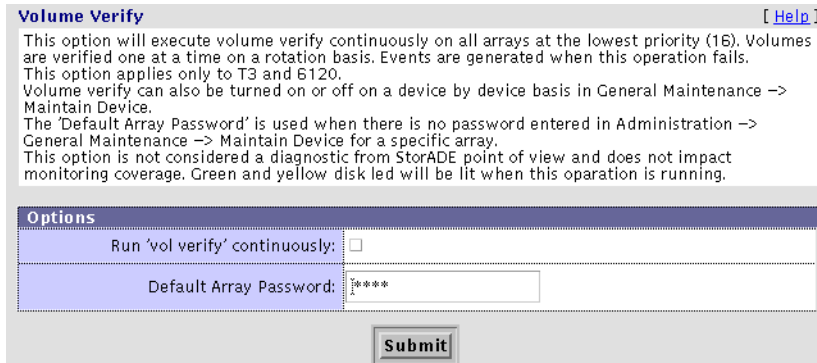 Volume Verify [ Help ]
This option will execute volume verify continuously on all arrays at the lowest priority (16). Volumes
are verified one at a time on a rotation basis. Events are generated when this operation fails.
This option applies only to T3 and 6120.
Volume verify can also be turned on or off on a device by device basis in General Maintenance −>
Maintain Device.
The 'Default Array Password' is used when there is no password entered in Administration −>
General Maintenance −> Maintain Device for a specific array.
This option is not considered a diagnostic from StorADE point of view and does not impact
monitoring coverage. Green and yellow disk led will be lit when this oparation is running.
Options
Run 'vol verify' continuously:
Default Array Password: ****
Submit